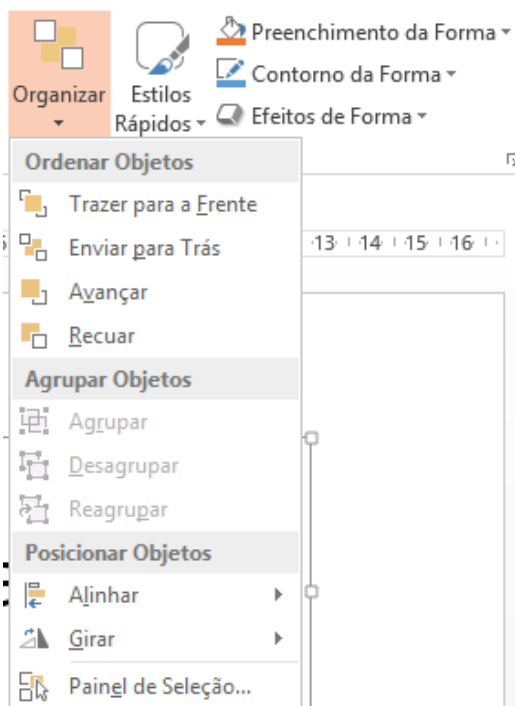 Organizar
Estilos
Rápidos
Preenchimento da Forma
Contorno da Forma
Efeitos de Forma
Ordenar Objetos
Trazer para a Frente
Enviar para Trás
Avançar
Recuar
13 14 15 16
Agrupar Objetos
Agrupar
Desagrupar
Reagrupar
Posicionar Objetos
Alinhar
Girar
Painel de Seleção...